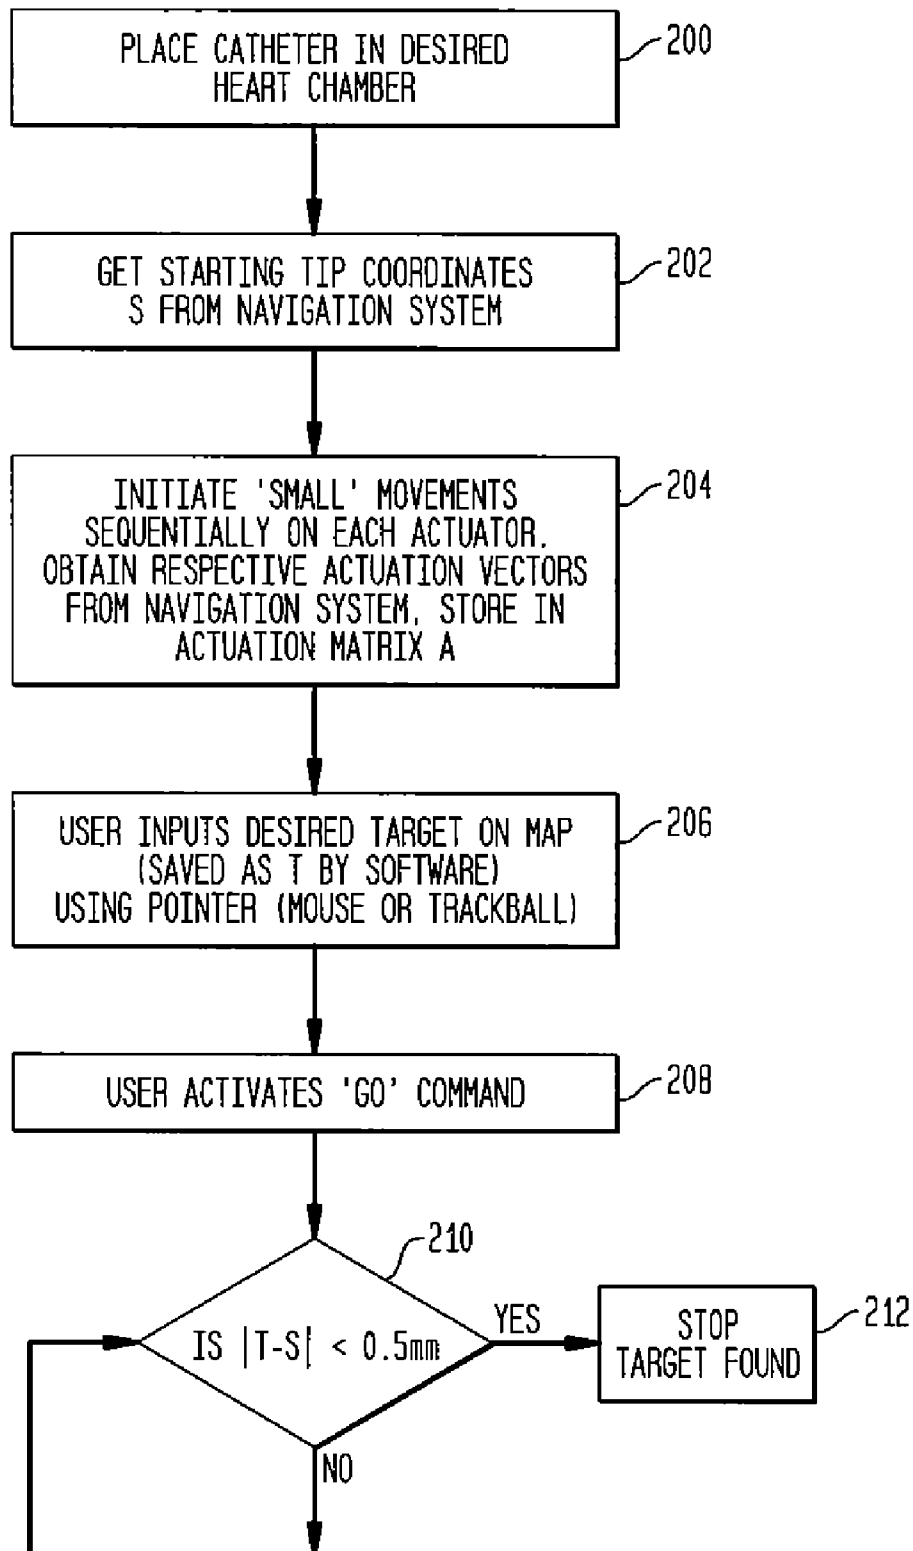 PLACE CATHETER IN DESIRED
HEART CHAMBER
200
GET STARTING TIP COORDINATES
S FROM NAVIGATION SYSTEM
202
INITIATE 'SMALL' MOVEMENTS
SEQUENTIALLY ON EACH ACTUATOR.
OBTAIN RESPECTIVE ACTUATION VECTORS
FROM NAVIGATION SYSTEM, STORE IN
ACTUATION MATRIX A
204
USER INPUTS DESIRED TARGET ON MAP
(SAVED AS T BY SOFTWARE)
USING POINTER (MOUSE OR TRACKBALL)
206
USER ACTIVATES 'GO' COMMAND
208
210
IS |T-S| < 0.5mm
YES
STOP
TARGET FOUND
212
NO